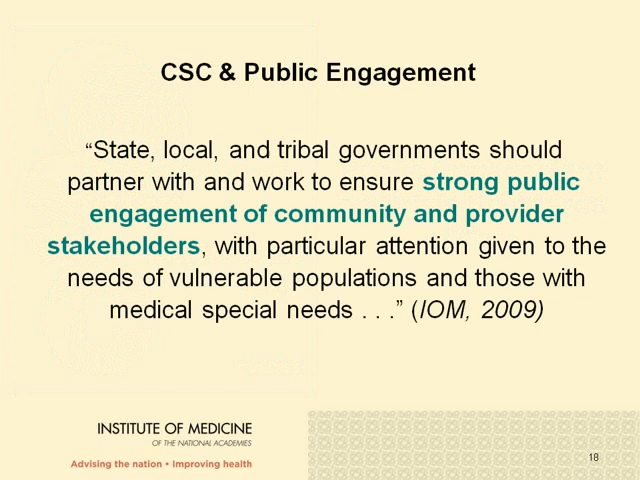 CSC & Public Engagement
“State, local, and tribal governments should
partner with and work to ensure strong public
engagement of community and provider
stakeholders, with particular attention given to the
needs of vulnerable populations and those with
medical special needs . . .” (IOM, 2009)
INSTITUTE OF MEDICINE
OF THE NATIONAL ACADEMIES
Advising the nation • Improving health
18